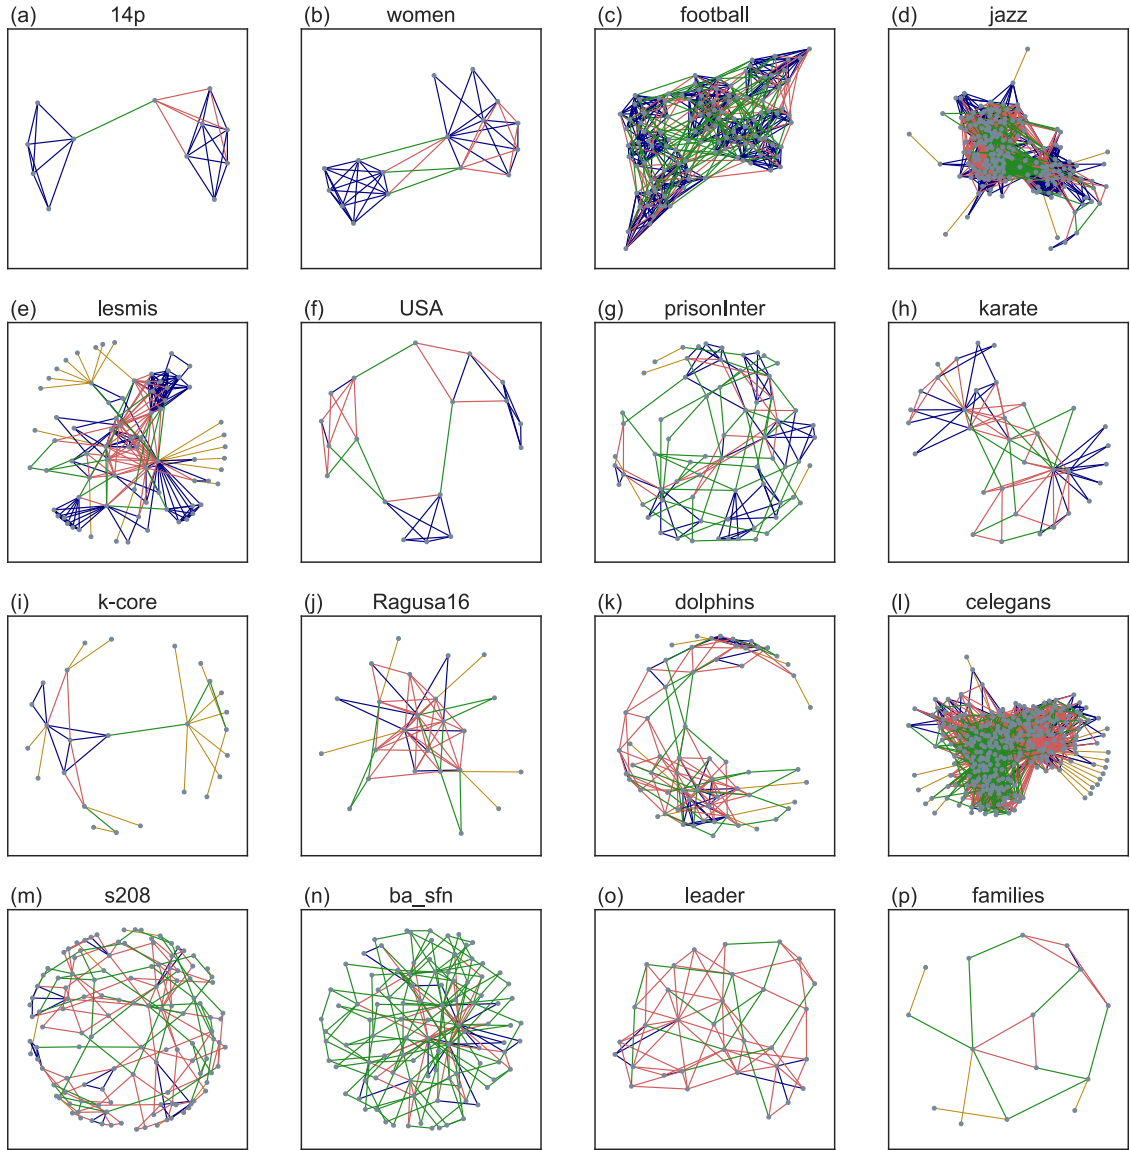 (a) 14p
(b) women
(c) football
(d) jazz
(e) lesmis
(f) USA
(g) prisonInter
(h) karate
(i) k-core
(j) Ragusa16
(k) dolphins
(l) celegans
(m) s208
(n) ba_sfn
(o) leader
(p) families